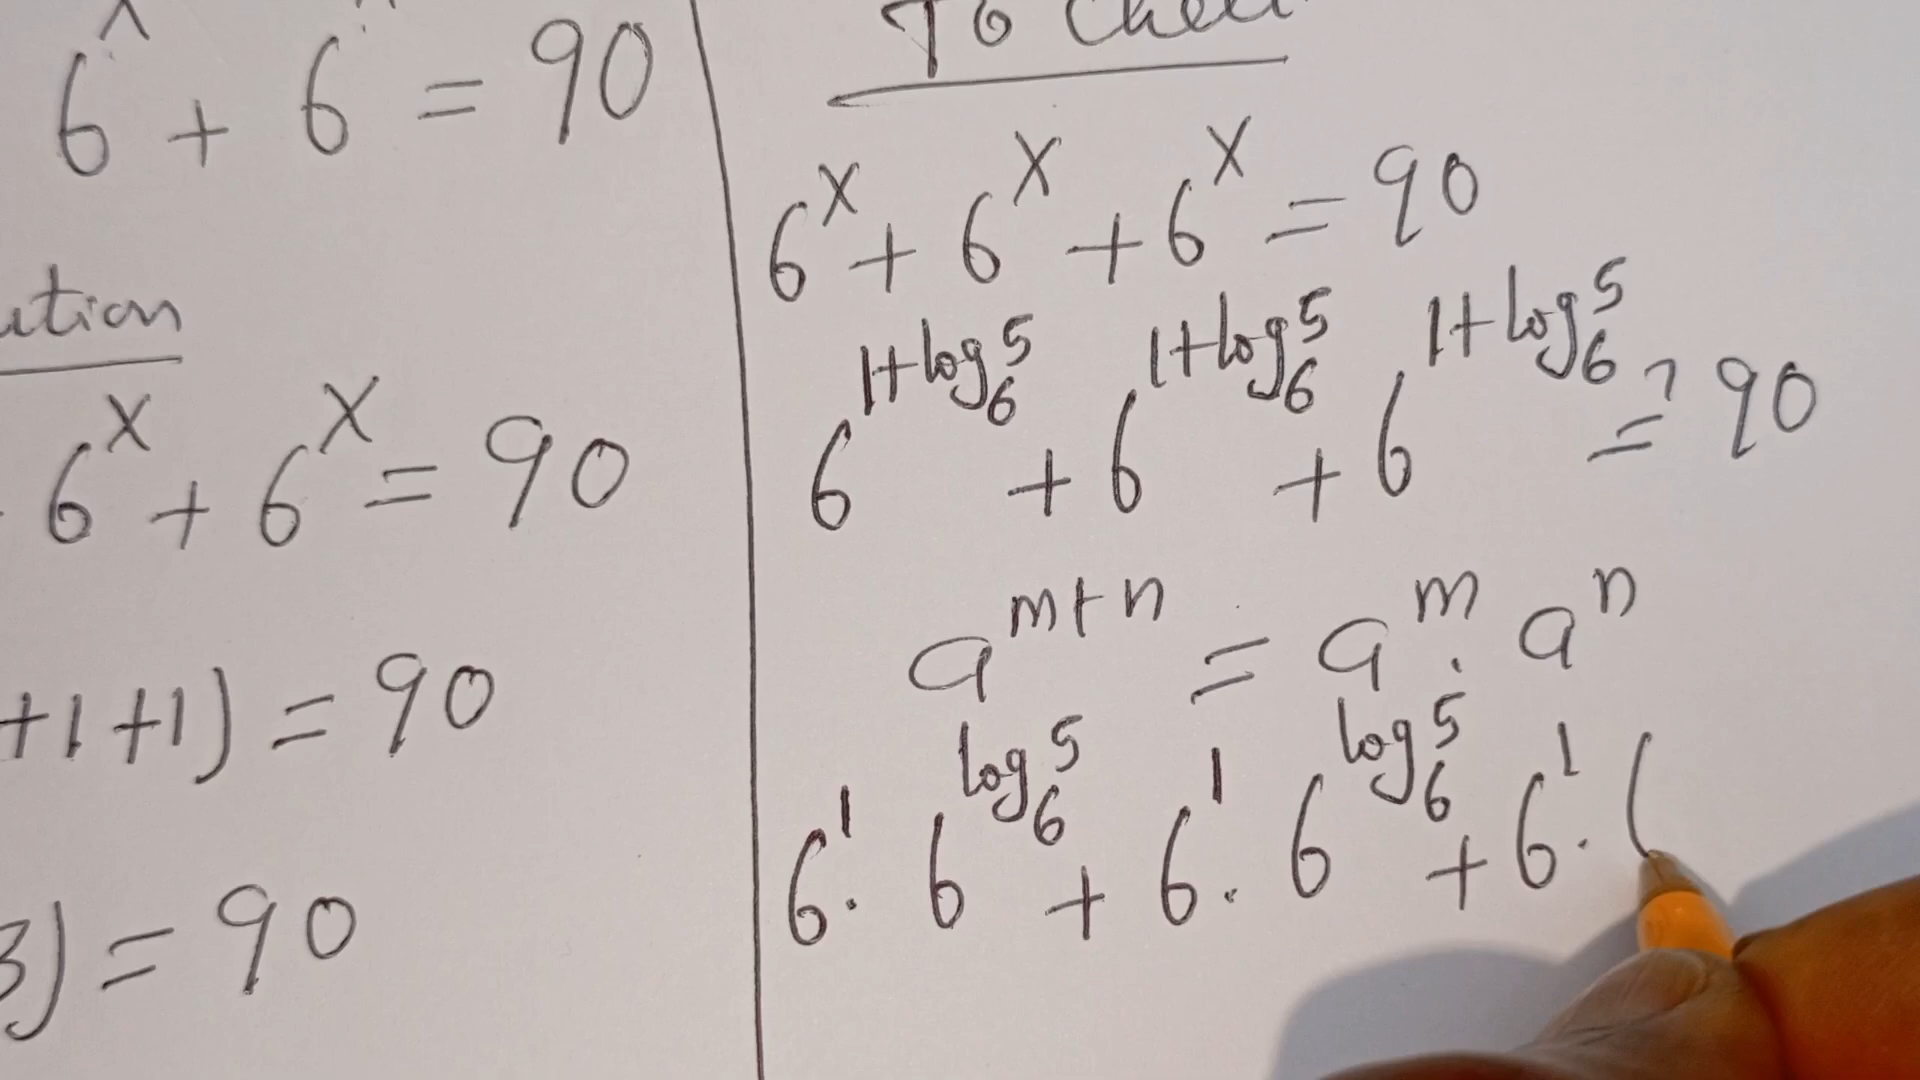 6 + 6 = 90
ution
6^x + 6^x = 90
+1+1) = 90
3) = 90
To Chec
6^x + 6^x + 6^x = 90
6^(1+log_6 5) + 6^(1+log_6 5) + 6^(1+log_6 5) =? 90
a^(m+n) = a^m . a^n
6^1 . 6^(log_6 5) + 6^1 . 6^(log_6 5) + 6^1 . (